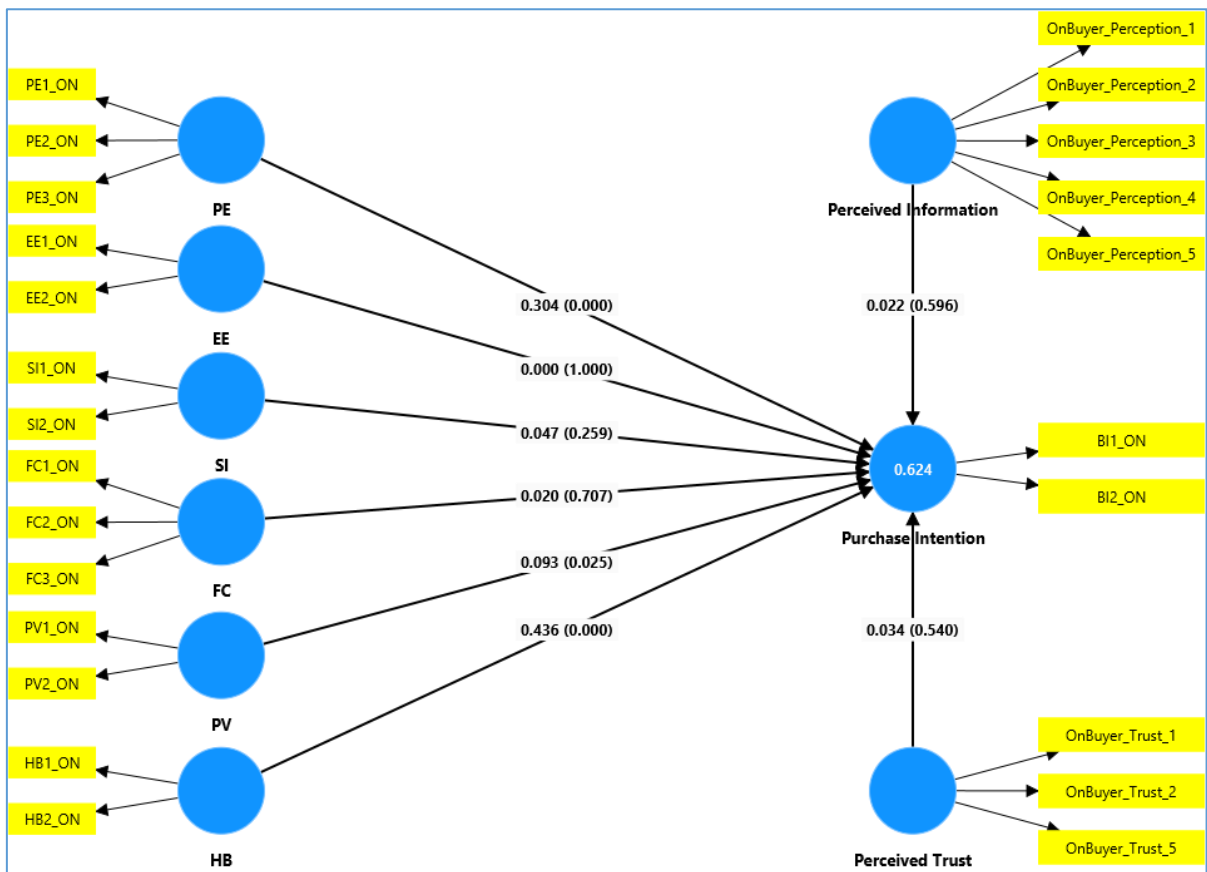 PE1_ON
PE2_ON
PE3_ON
PE
EE1_ON
EE2_ON
EE
SI1_ON
SI2_ON
SI
FC1_ON
FC2_ON
FC3_ON
FC
PV1_ON
PV2_ON
PV
HB1_ON
HB2_ON
HB
0.304 (0.000)
0.000 (1.000)
0.047 (0.259)
0.020 (0.707)
0.093 (0.025)
0.436 (0.000)
OnBuyer_Perception_1
OnBuyer_Perception_2
OnBuyer_Perception_3
OnBuyer_Perception_4
OnBuyer_Perception_5
Perceived Information
0.022 (0.596)
0.624
Purchase Intention
BI1_ON
BI2_ON
0.034 (0.540)
OnBuyer_Trust_1
OnBuyer_Trust_2
OnBuyer_Trust_5
Perceived Trust